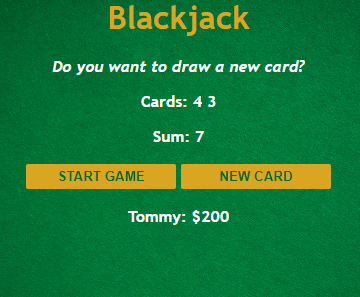 Blackjack
Do you want to draw a new card?
Cards: 4 3
Sum: 7
START GAME NEW CARD
Tommy: $200